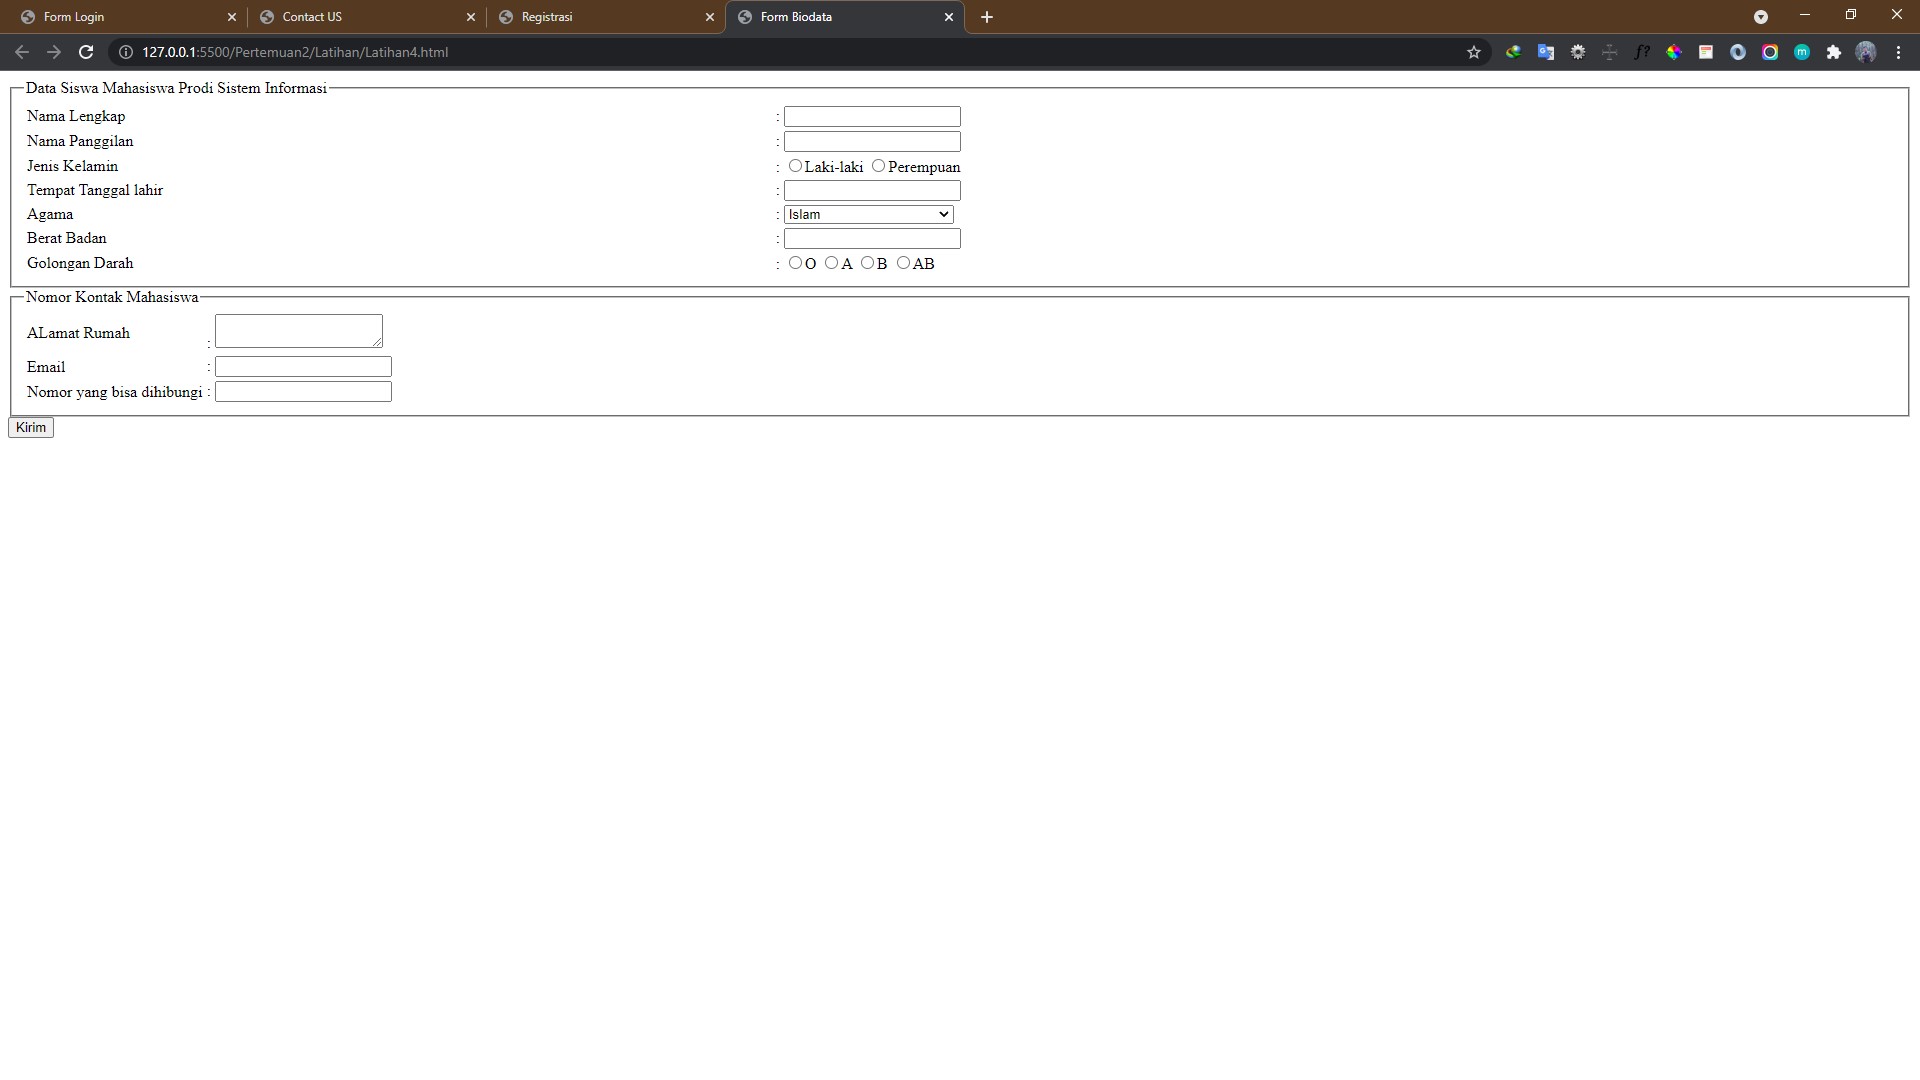 Form Login
Contact US
Registrasi
Form Biodata
127.0.0.1:5500/Pertemuan2/Latihan/Latihan4.html
Data Siswa Mahasiswa Prodi Sistem Informasi
Nama Lengkap :
Nama Panggilan :
Jenis Kelamin : Laki-laki Perempuan
Tempat Tanggal lahir :
Agama : Islam
Berat Badan :
Golongan Darah : O A B AB
Nomor Kontak Mahasiswa
ALamat Rumah :
Email :
Nomor yang bisa dihibungi :
Kirim